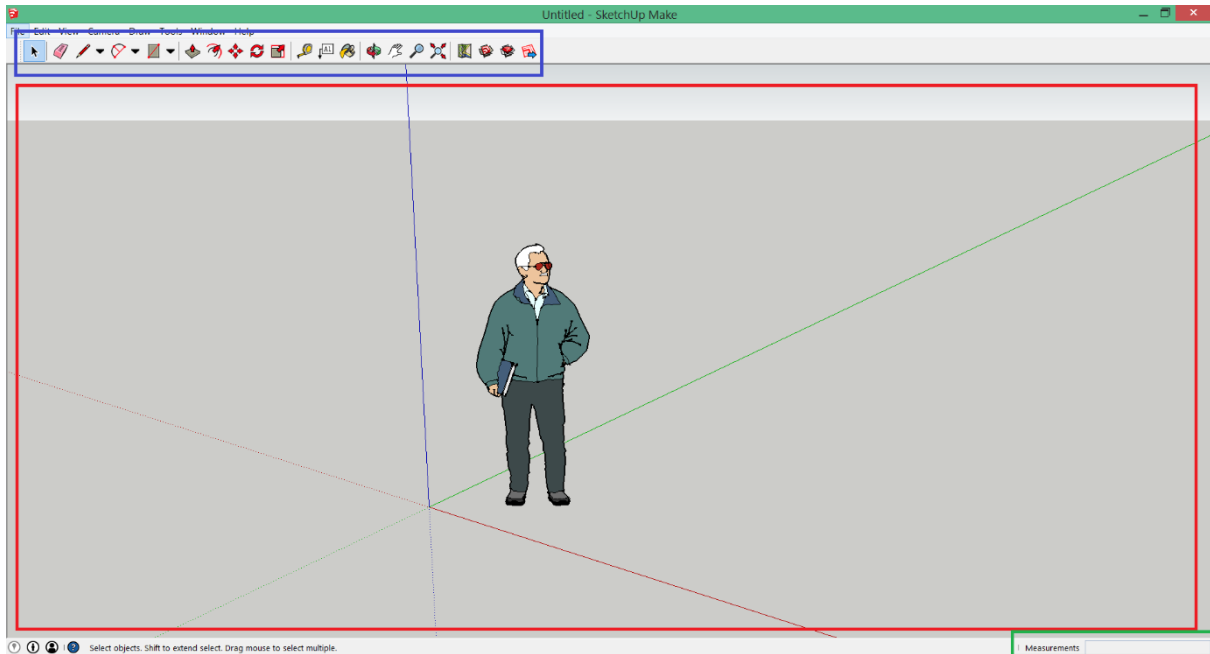 Untitled - SketchUp Make
File Edit View Camera Draw Tools Window Help
A1
Select objects. Shift to extend select. Drag mouse to select multiple.
Measurements